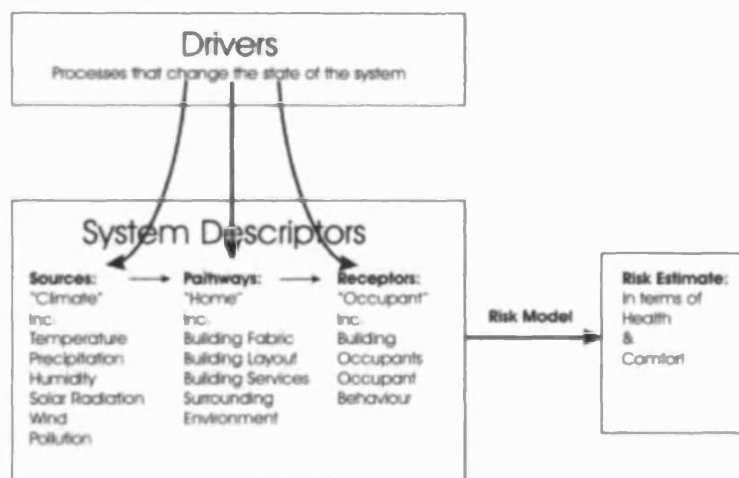 Drivers
Processes that change the state of the system
System Descriptors
Sources:
"Climate"
Inc.
Temperature
Precipitation
Humidity
Solar Radiation
Wind
Pollution
Pathways:
"Home"
Inc.
Building Fabric
Building Layout
Building Services
Surrounding
Environment
Receptors:
"Occupant"
Inc.
Building
Occupants
Occupant
Behaviour
Risk Model
Risk Estimate:
In terms of
Health
&
Comfort